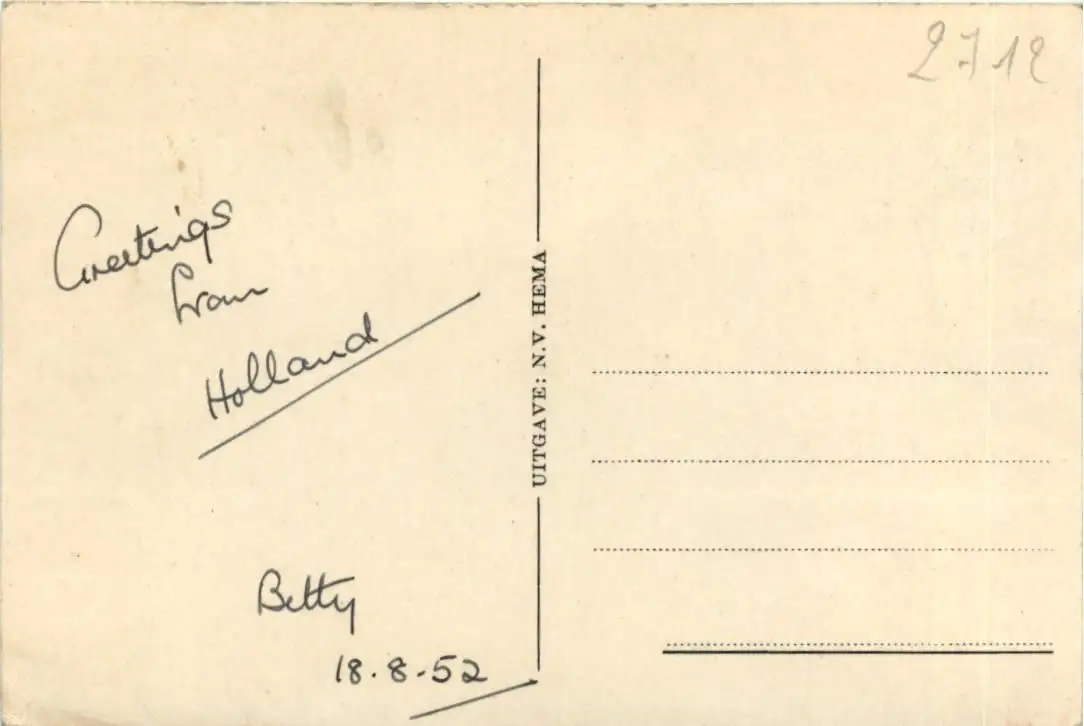 Greetings
from
Holland
Betty
18.8.52
UITGAVE: N.V. HEMA
2712